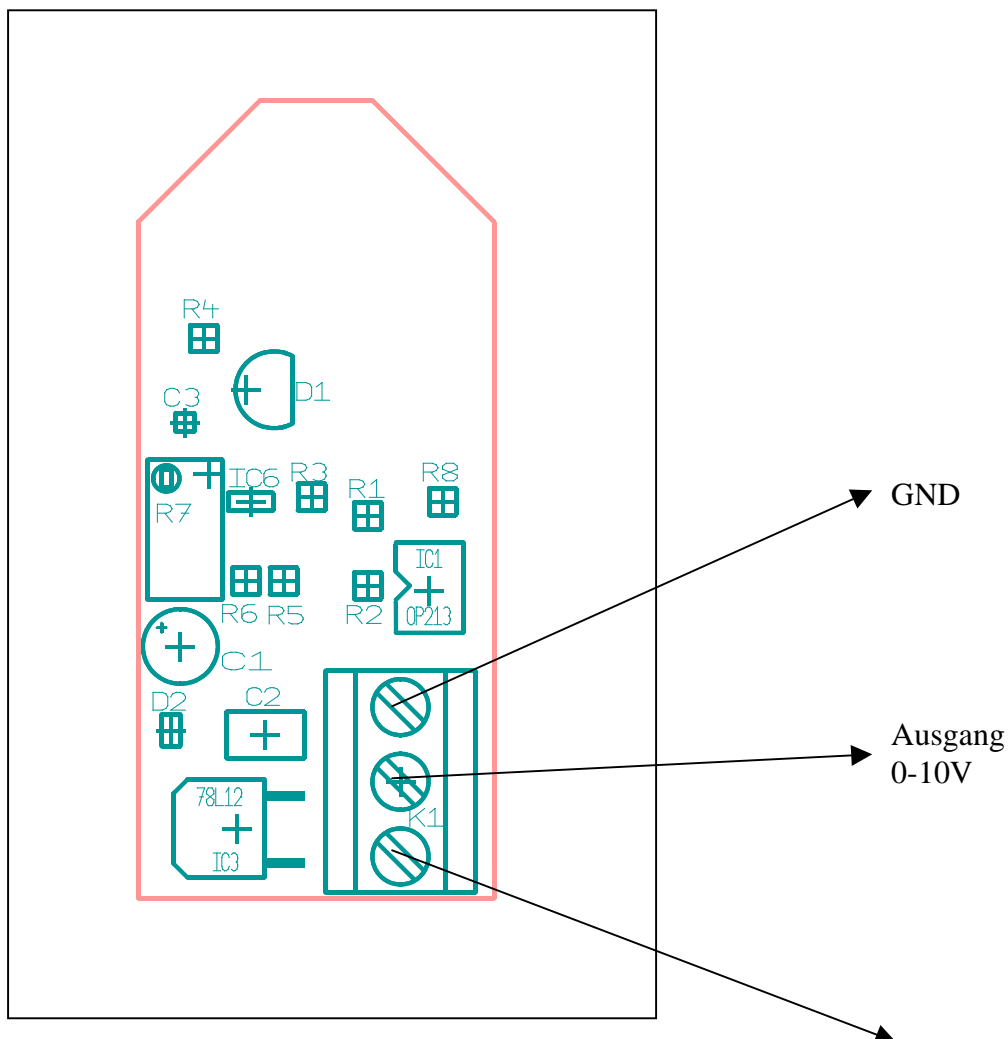 R4
D1
C3
IC6
R3
R1
R8
R7
GND
IC1
OP213
R6
R5
R2
C1
C2
D2
Ausgang
0-10V
78L12
K1
IC3